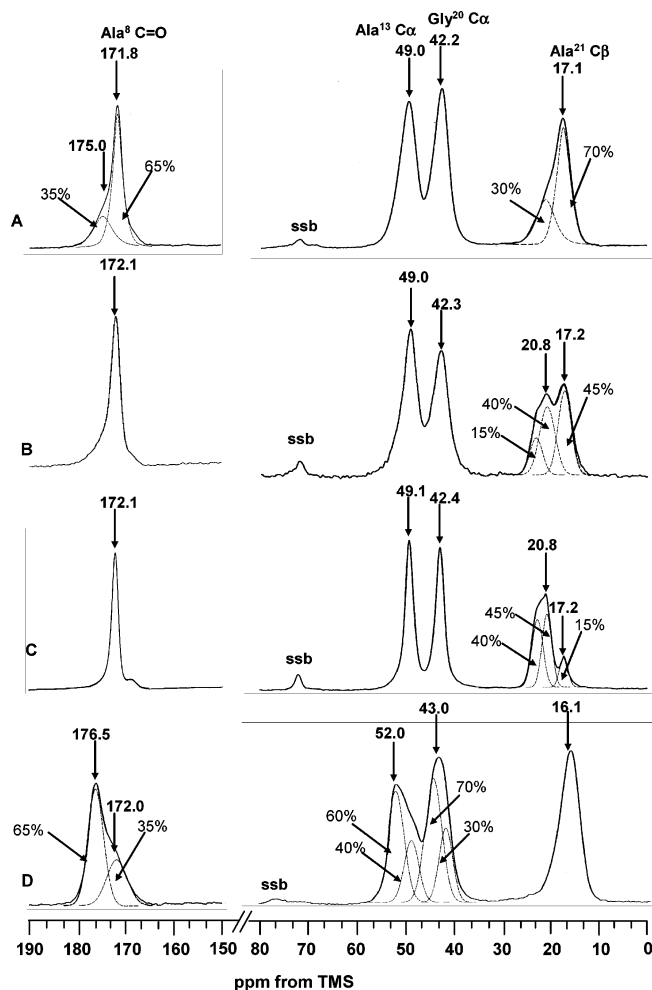 Ala⁸ C=O
171.8
175.0
65%
35%
A
Ala¹³ Cα
49.0
Gly²⁰ Cα
42.2
Ala²¹ Cβ
17.1
70%
30%
ssb
172.1
B
49.0
42.3
20.8
17.2
45%
40%
15%
ssb
172.1
C
49.1
42.4
20.8
17.2
45%
15%
40%
ssb
176.5
172.0
65%
35%
D
52.0
43.0
16.1
70%
60%
30%
40%
ssb
190 180 170 160 150 80 70 60 50 40 30 20 10 0
ppm from TMS